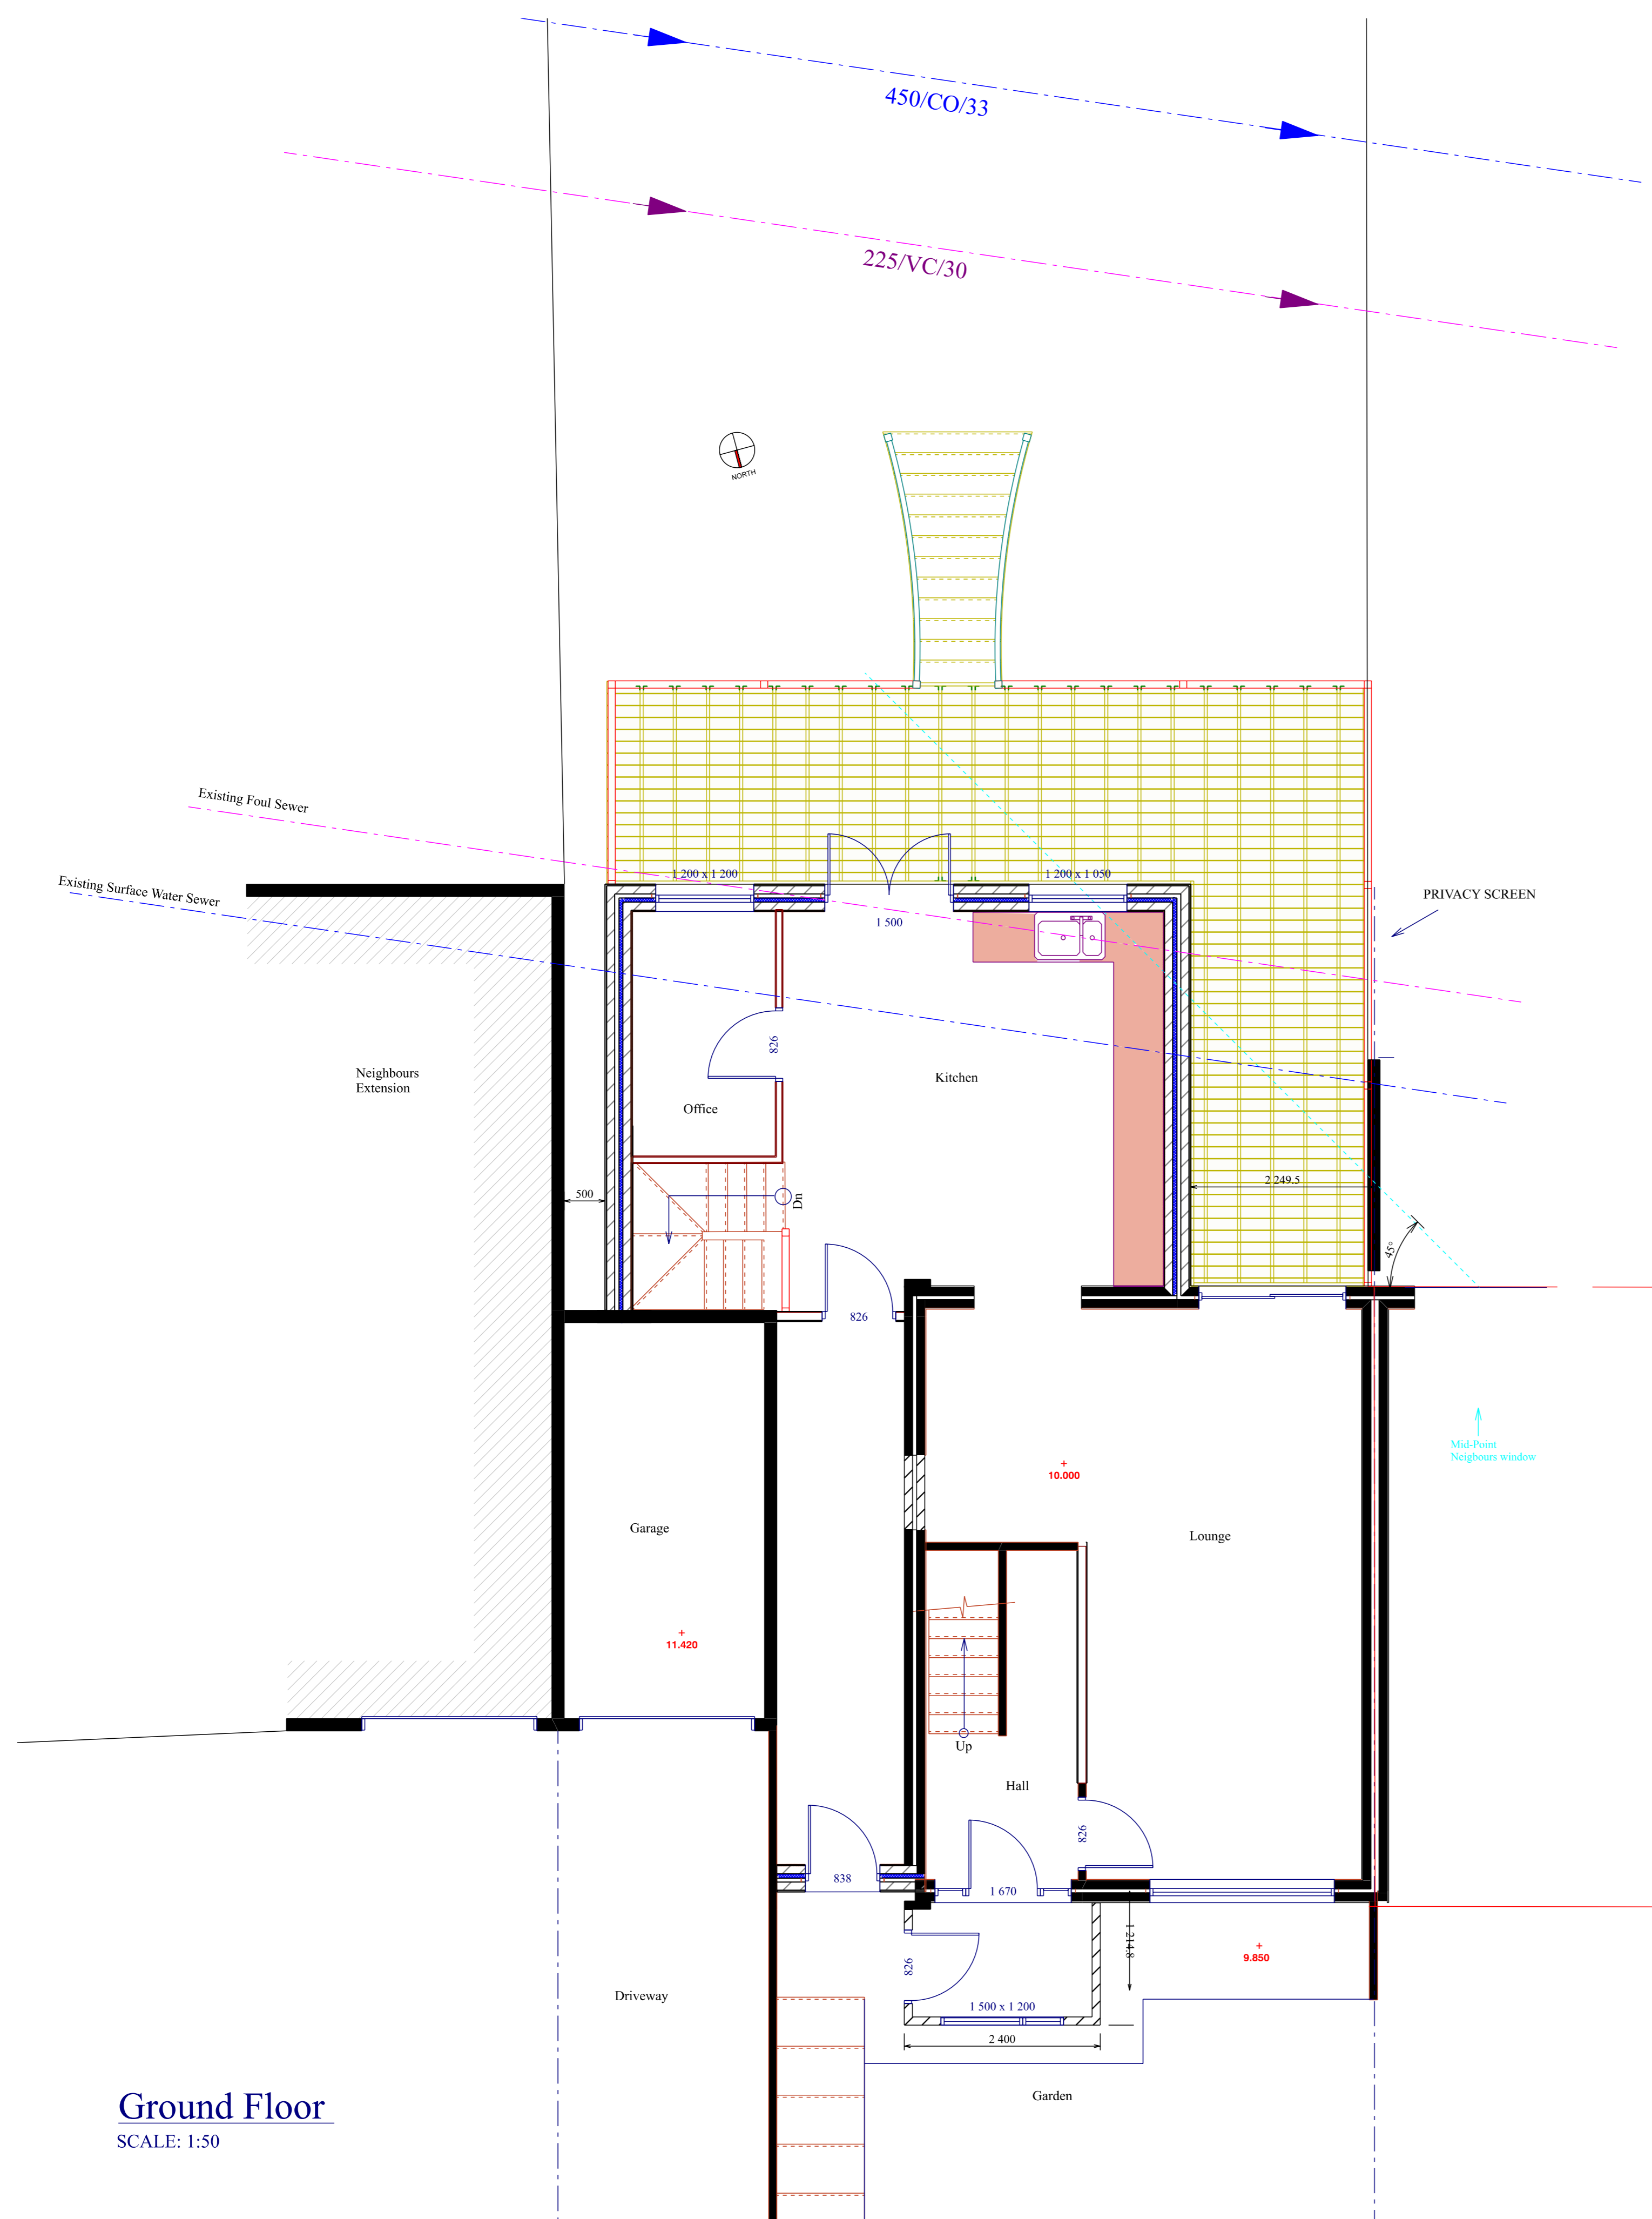 450/CO/33
225/VC/30
NORTH
Existing Foul Sewer
Existing Surface Water Sewer
1 200 x 1 200
1 200 x 1 050
1 500
PRIVACY SCREEN
826
Neighbours
Extension
Kitchen
Office
500
Dn
2 249.5
45°
826
Mid-Point
Neigbours window
10.000
Garage
Lounge
11.420
Up
Hall
826
838
1 670
1 214.8
9.850
826
Driveway
1 500 x 1 200
2 400
Garden
Ground Floor
SCALE: 1:50